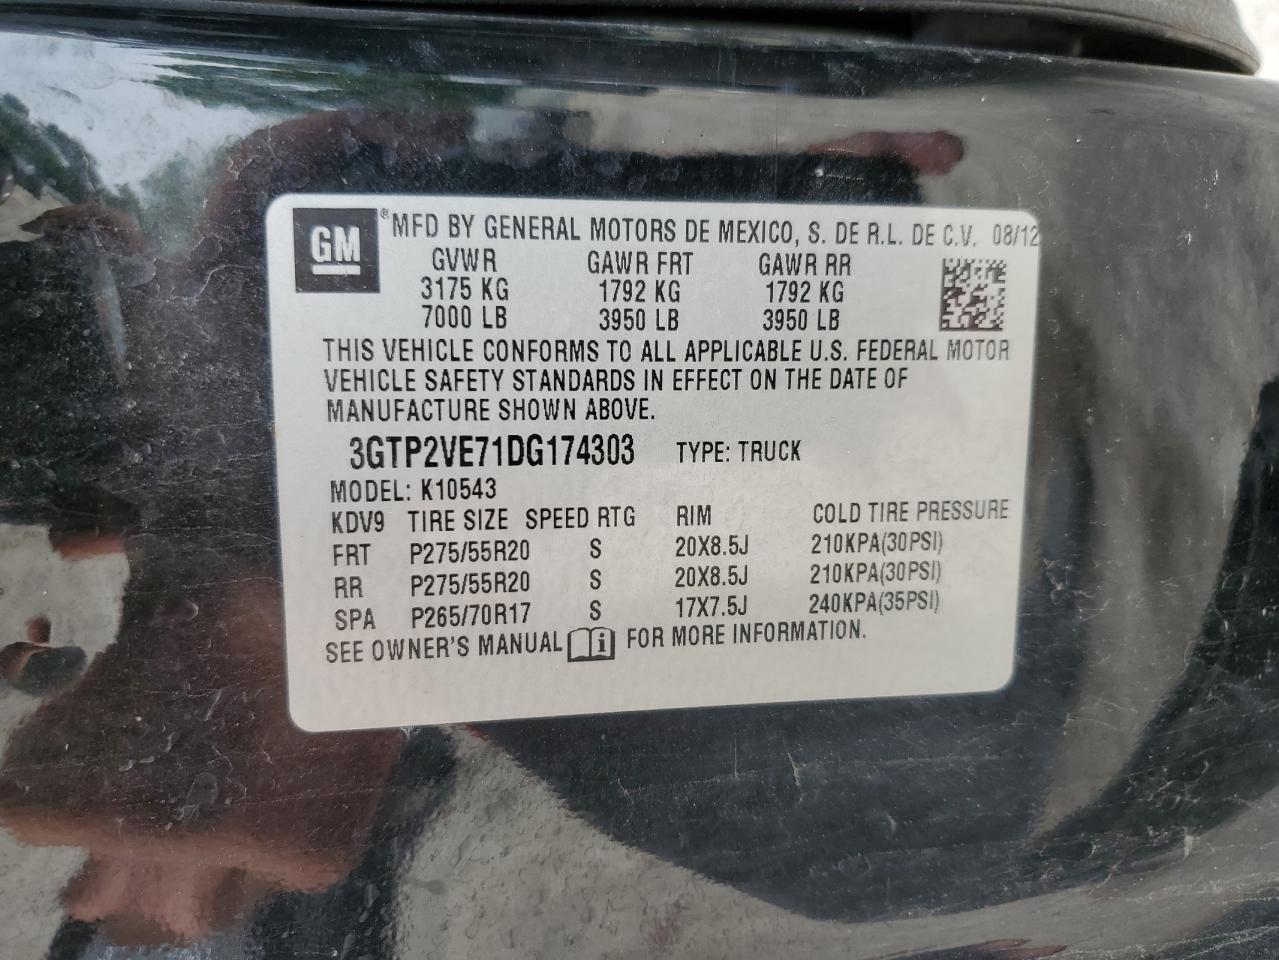 GM ® MFD BY GENERAL MOTORS DE MEXICO, S. DE R.L. DE C.V. 08/12
GVWR GAWR FRT GAWR RR
3175 KG 1792 KG 1792 KG
7000 LB 3950 LB 3950 LB
THIS VEHICLE CONFORMS TO ALL APPLICABLE U.S. FEDERAL MOTOR
VEHICLE SAFETY STANDARDS IN EFFECT ON THE DATE OF
MANUFACTURE SHOWN ABOVE.
3GTP2VE71DG174303 TYPE: TRUCK
MODEL: K10543
KDV9 TIRE SIZE SPEED RTG RIM COLD TIRE PRESSURE
FRT P275/55R20 S 20X8.5J 210KPA(30PSI)
RR P275/55R20 S 20X8.5J 210KPA(30PSI)
SPA P265/70R17 S 17X7.5J 240KPA(35PSI)
SEE OWNER'S MANUAL i FOR MORE INFORMATION.